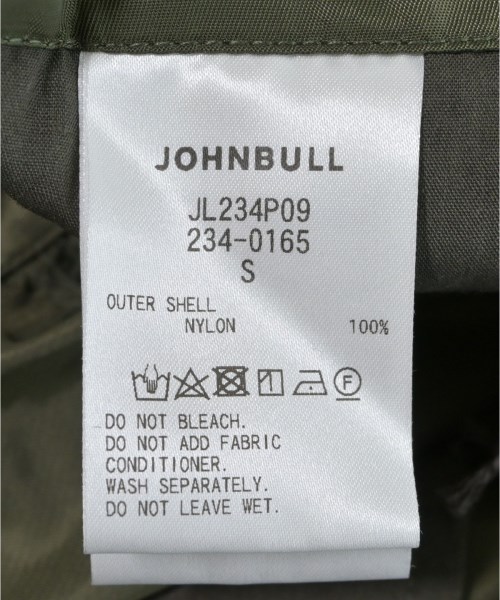 JOHNBULL
JL234P09
234-0165
S
OUTER SHELL
NYLON 100%
F
DO NOT BLEACH.
DO NOT ADD FABRIC
CONDITIONER.
WASH SEPARATELY.
DO NOT LEAVE WET.